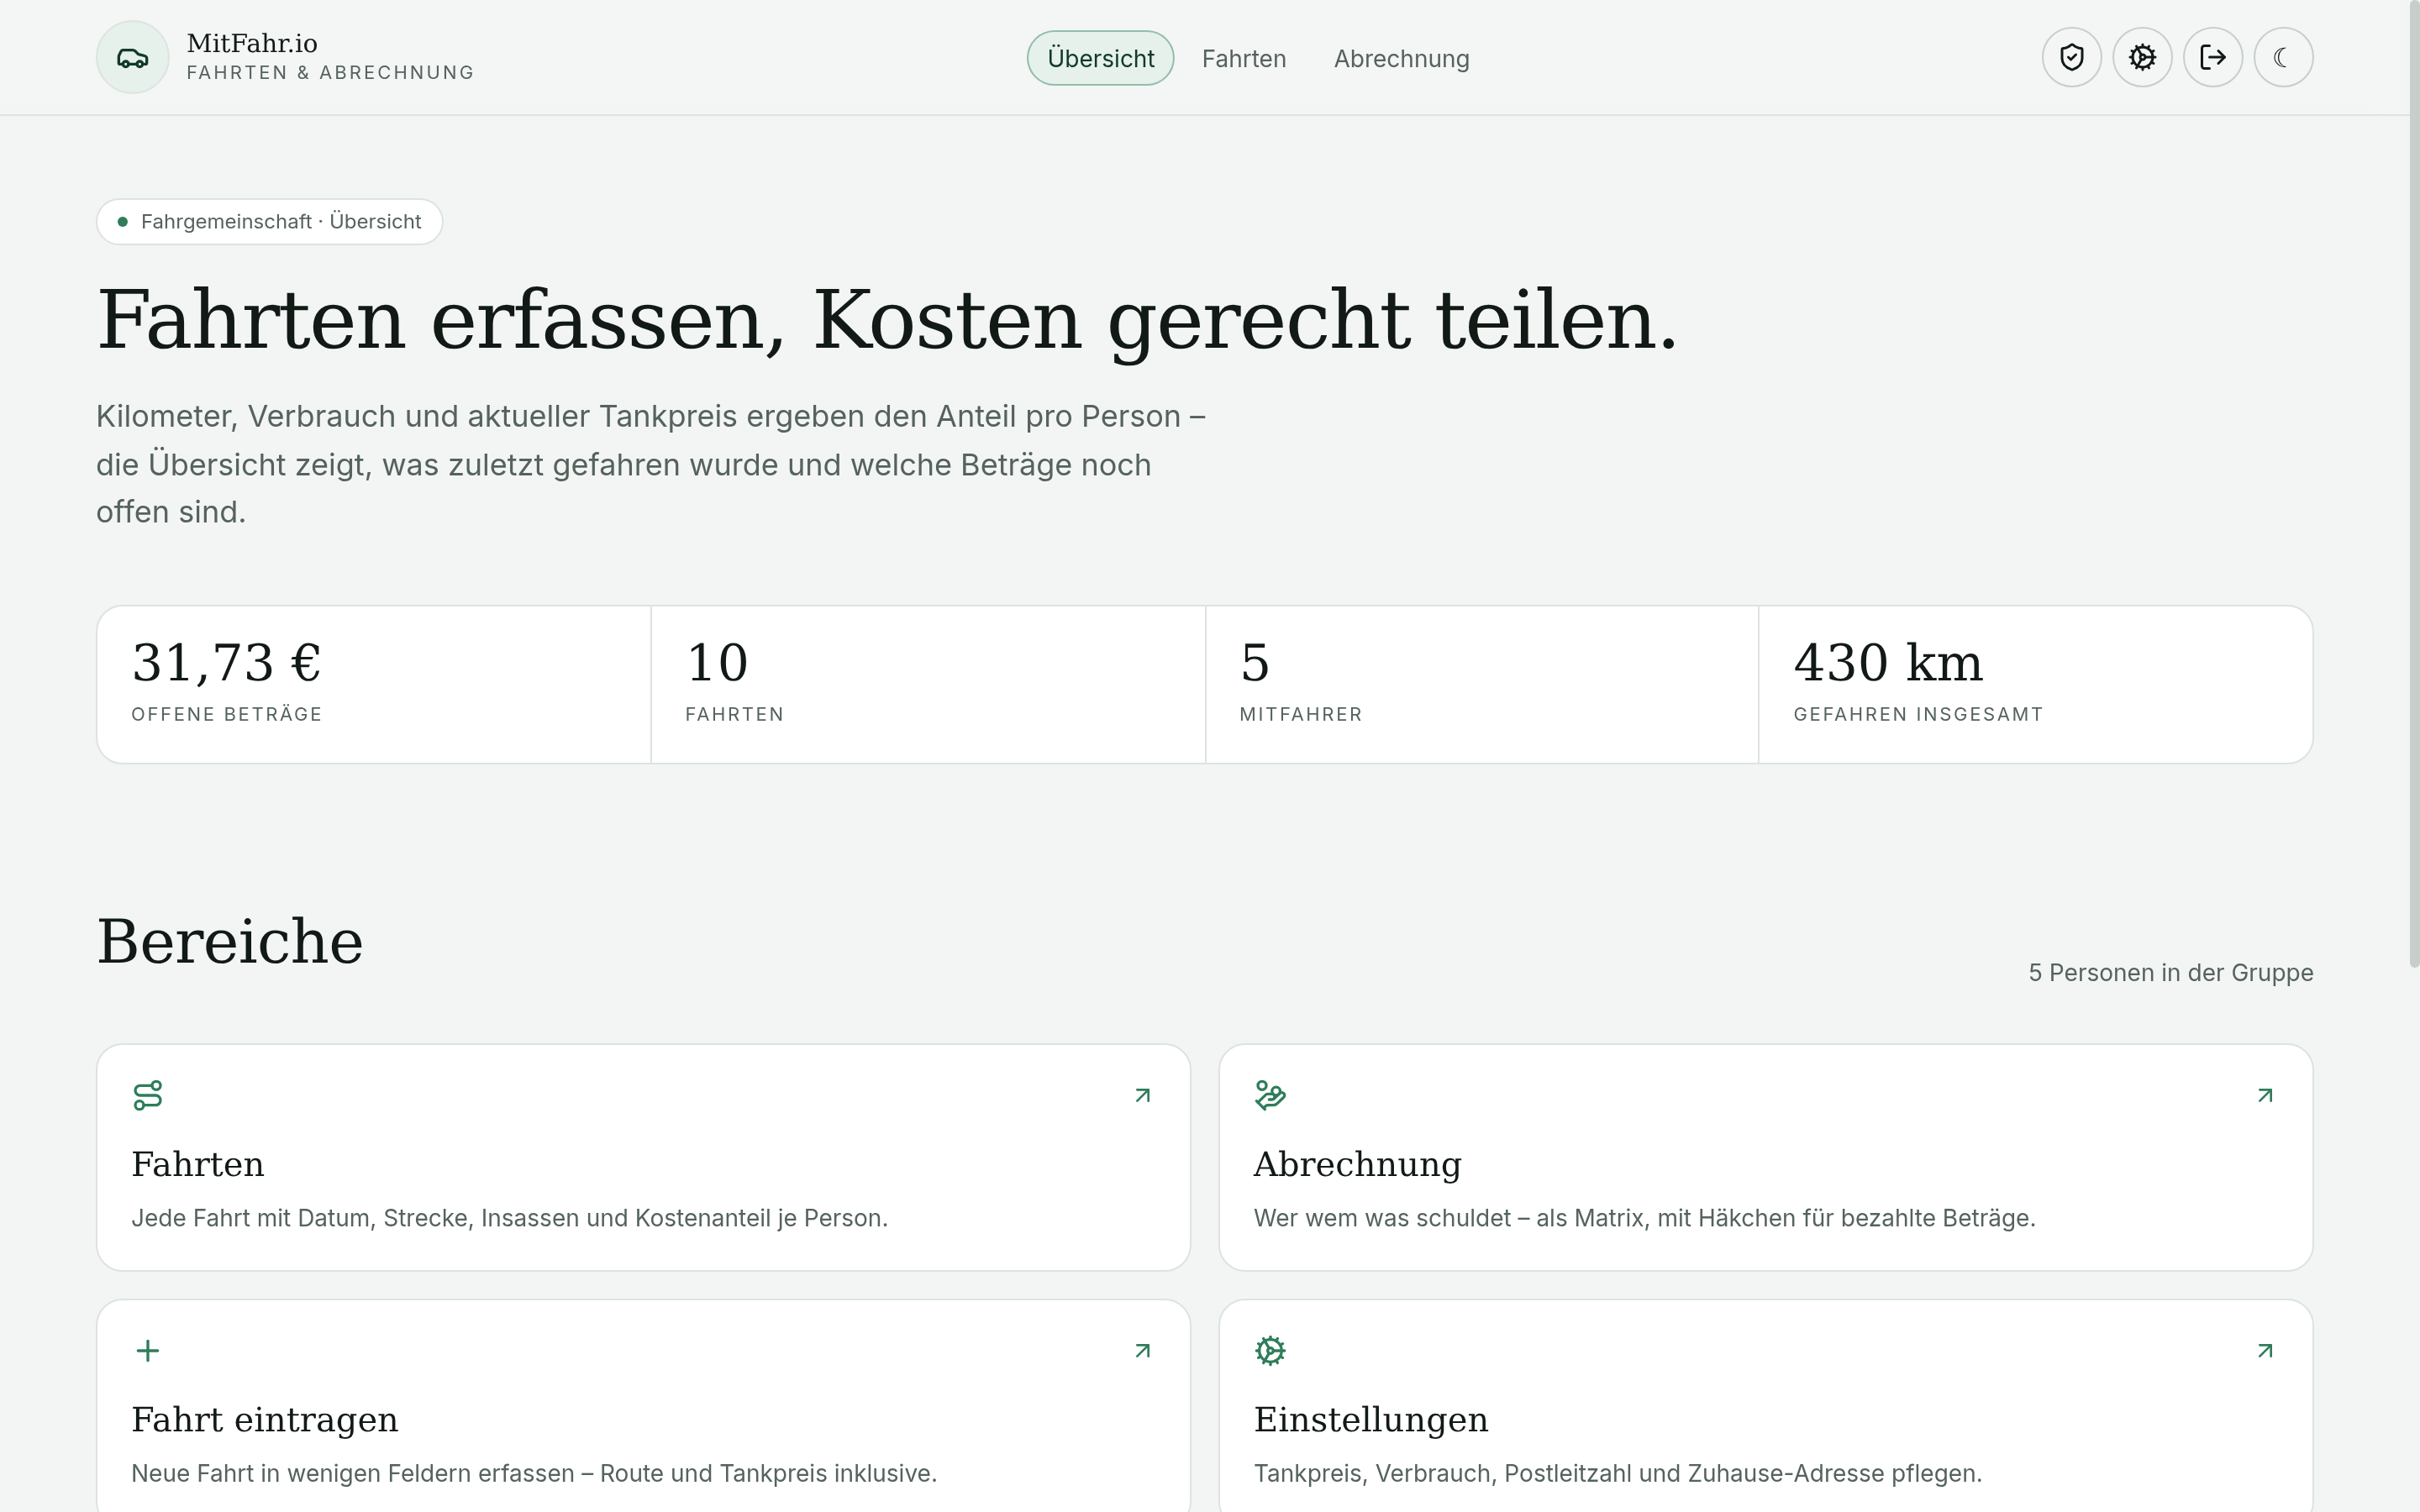 MitFahr.io
FAHRTEN & ABRECHNUNG
Übersicht
Fahrten
Abrechnung
Fahrgemeinschaft · Übersicht
Fahrten erfassen, Kosten gerecht teilen.
Kilometer, Verbrauch und aktueller Tankpreis ergeben den Anteil pro Person –
die Übersicht zeigt, was zuletzt gefahren wurde und welche Beträge noch
offen sind.
31,73 €
OFFENE BETRÄGE
10
FAHRTEN
5
MITFAHRER
430 km
GEFAHREN INSGESAMT
Bereiche
5 Personen in der Gruppe
Fahrten
Jede Fahrt mit Datum, Strecke, Insassen und Kostenanteil je Person.
Abrechnung
Wer wem was schuldet – als Matrix, mit Häkchen für bezahlte Beträge.
Fahrt eintragen
Neue Fahrt in wenigen Feldern erfassen – Route und Tankpreis inklusive.
Einstellungen
Tankpreis, Verbrauch, Postleitzahl und Zuhause-Adresse pflegen.